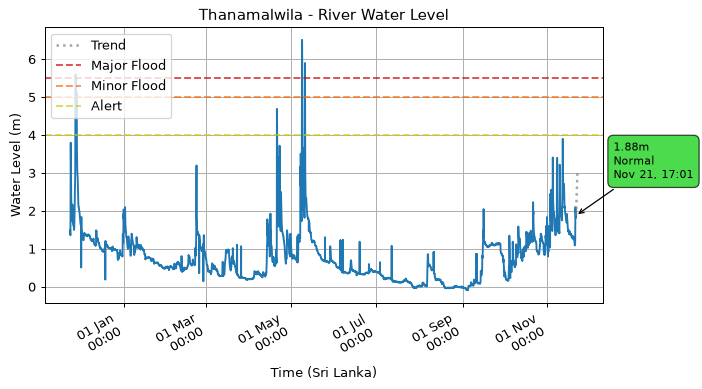 Thanamalwila - River Water Level
Trend
Major Flood
Minor Flood
Alert
1.88m
Normal
Nov 21, 17:01
Water Level (m)
6
5
4
3
2
1
0
01 Jan
00:00
01 Mar
00:00
01 May
00:00
01 Jul
00:00
01 Sep
00:00
01 Nov
00:00
Time (Sri Lanka)